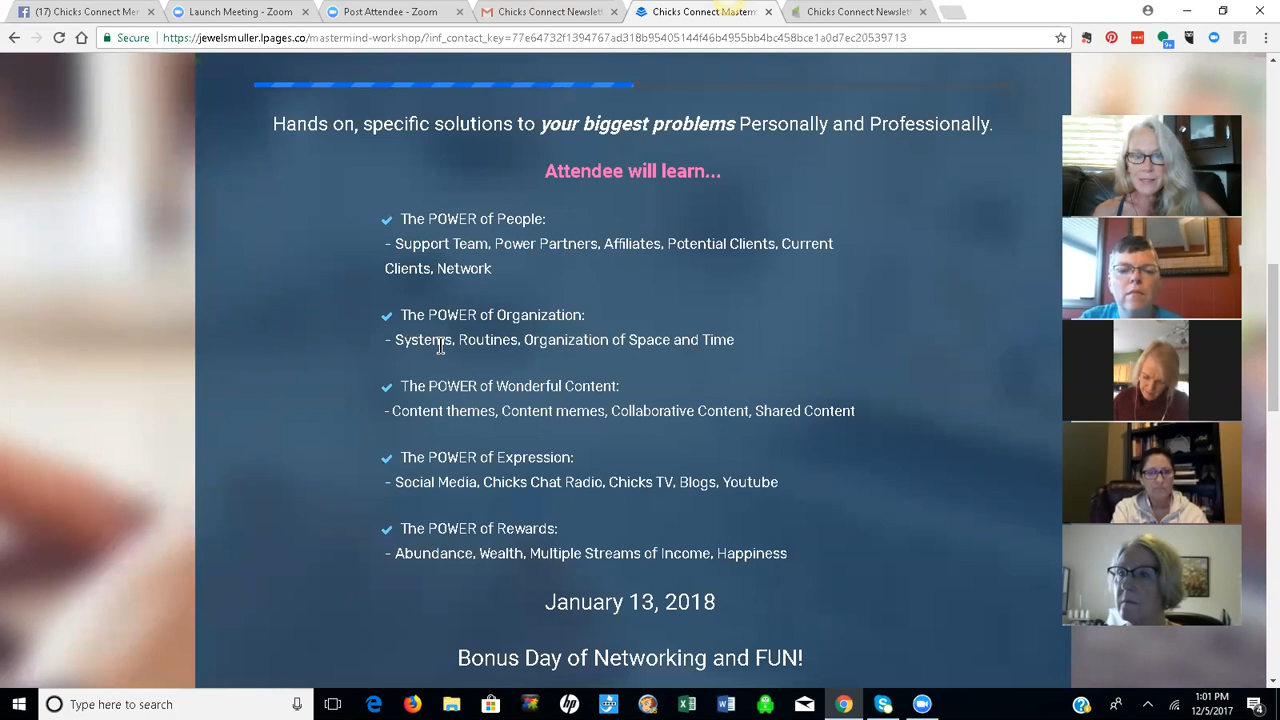 Chicks Connect Mer
Launch Meeting - Zoom
Post Attendee - Zoom
Chicks Connect Newslett
Chicks Connect Masterm
Chicks Connect Newslett
Secure
https://jewelsmuller.lpages.co/mastermind-workshop/?inf_contact_key=77e64732f1394767ad318b95405144f46b4955bb4bc458bce1a0d7ec20539713
Hands on, specific solutions to your biggest problems Personally and Professionally.
Attendee will learn...
The POWER of People:
- Support Team, Power Partners, Affiliates, Potential Clients, Current
Clients, Network
The POWER of Organization:
- Systems, Routines, Organization of Space and Time
The POWER of Wonderful Content:
- Content themes, Content memes, Collaborative Content, Shared Content
The POWER of Expression:
- Social Media, Chicks Chat Radio, Chicks TV, Blogs, Youtube
The POWER of Rewards:
- Abundance, Wealth, Multiple Streams of Income, Happiness
January 13, 2018
Bonus Day of Networking and FUN!
Type here to search
1:01 PM
12/5/2017